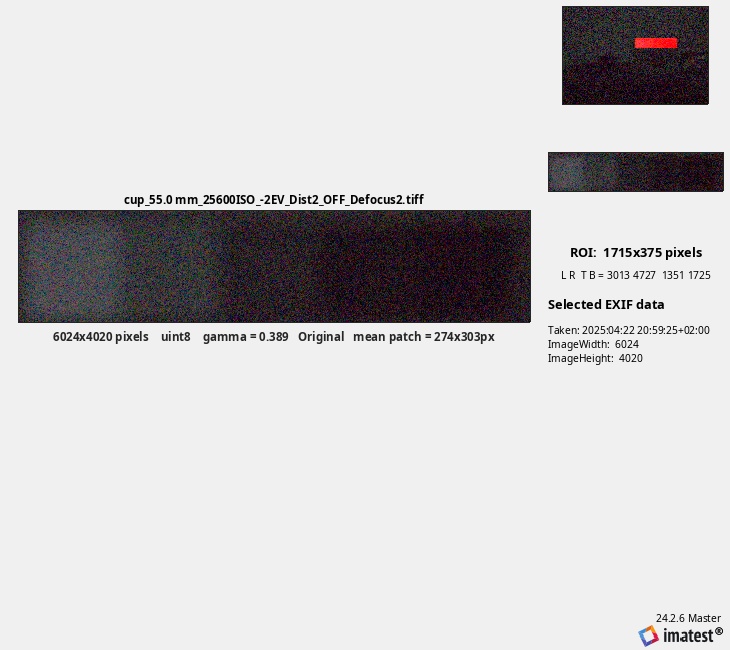 cup_55.0 mm_25600ISO_-2EV_Dist2_OFF_Defocus2.tiff
6024x4020 pixels    uint8    gamma = 0.389   Original   mean patch = 274x303px
ROI:  1715x375 pixels
L R  T B = 3013 4727  1351 1725
Selected EXIF data
Taken: 2025:04:22 20:59:25+02:00
ImageWidth:  6024
ImageHeight:  4020
24.2.6 Master
imatest®